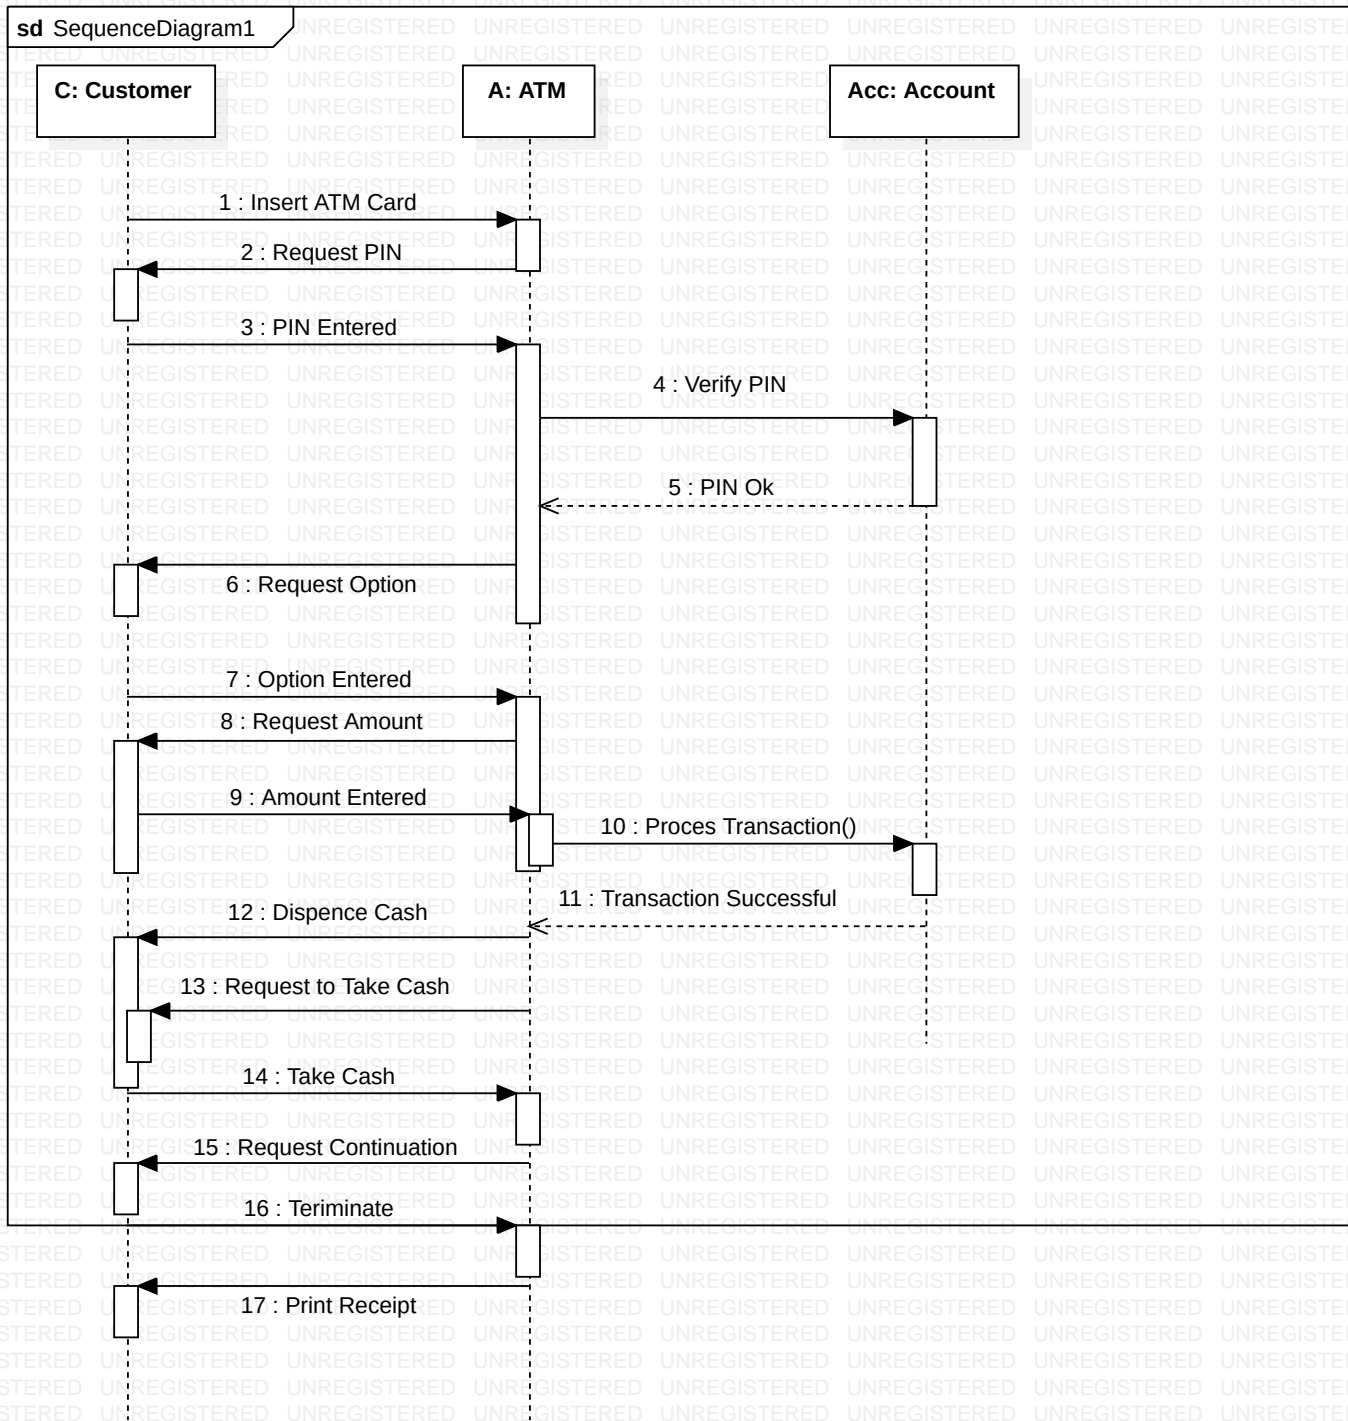 sd SequenceDiagram1
C: Customer
A: ATM
Acc: Account
1 : Insert ATM Card
2 : Request PIN
3 : PIN Entered
4 : Verify PIN
5 : PIN Ok
6 : Request Option
7 : Option Entered
8 : Request Amount
9 : Amount Entered
10 : Proces Transaction()
11 : Transaction Successful
12 : Dispence Cash
13 : Request to Take Cash
14 : Take Cash
15 : Request Continuation
16 : Teriminate
17 : Print Receipt
UNREGISTERED